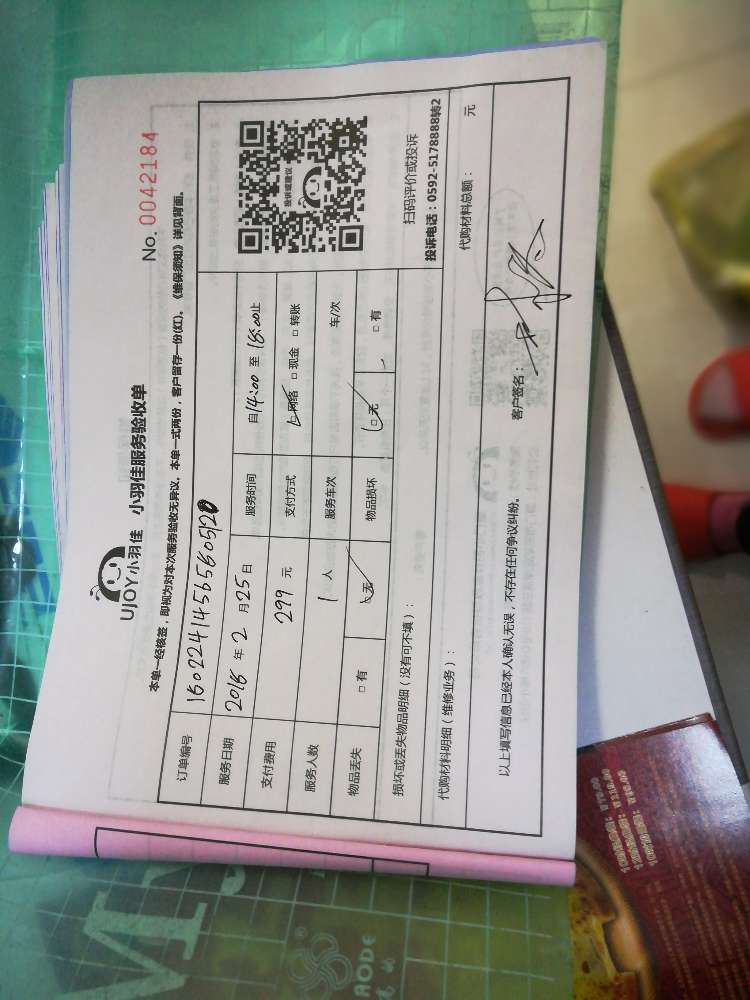 No. 0042184
UJOY小羽佳 小羽佳服务验收单
本单一经核签,即视为对本次服务验收无异议。本单一式两份,客户留存一份(红)。《维保须知》详见背面。
订单编号 16022414565605120
服务日期 2016 年 2 月 25 日 服务时间 自 14:00 至 16:00 止
支付费用 299 元 支付方式 □ 网络 □ 现金 □ 转账
服务人数 1 人 服务车次 车/次
物品丢失 □ 有 □ 无 物品损坏 □ 无 □ 有
投诉或建议
扫码评价或投诉
投诉电话:0592-5178888转2
损坏或丢失物品明细(没有可不填):
代购材料明细(维修业务): 代购材料总额: 元
以上填写信息已经本人确认无误,不存在任何争议纠纷。
客户签名:
AODE